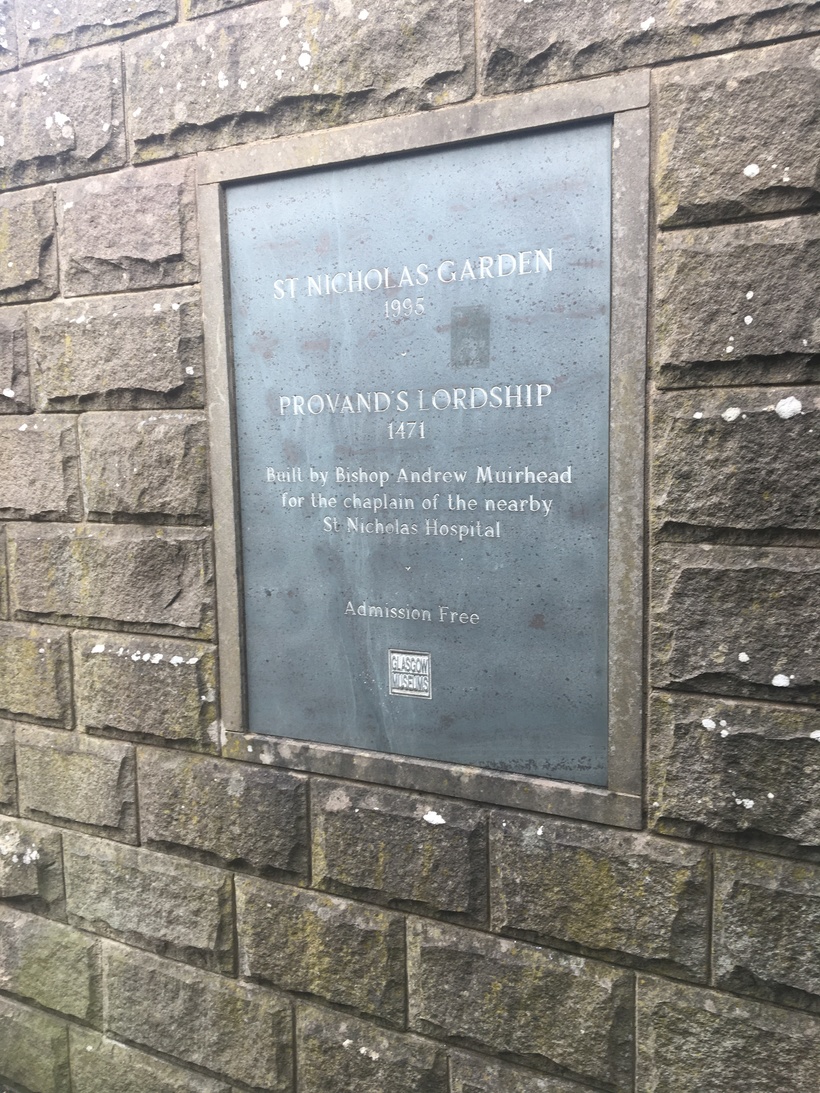 ST NICHOLAS GARDEN
1995
PROVAND'S LORDSHIP
1471
Built by Bishop Andrew Muirhead
for the chaplain of the nearby
St Nicholas Hospital
Admission Free
GLASGOW
MUSEUMS